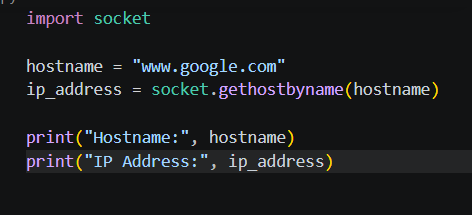 import socket
hostname = "www.google.com"
ip_address = socket.gethostbyname(hostname)
print("Hostname:", hostname)
print("IP Address:", ip_address)